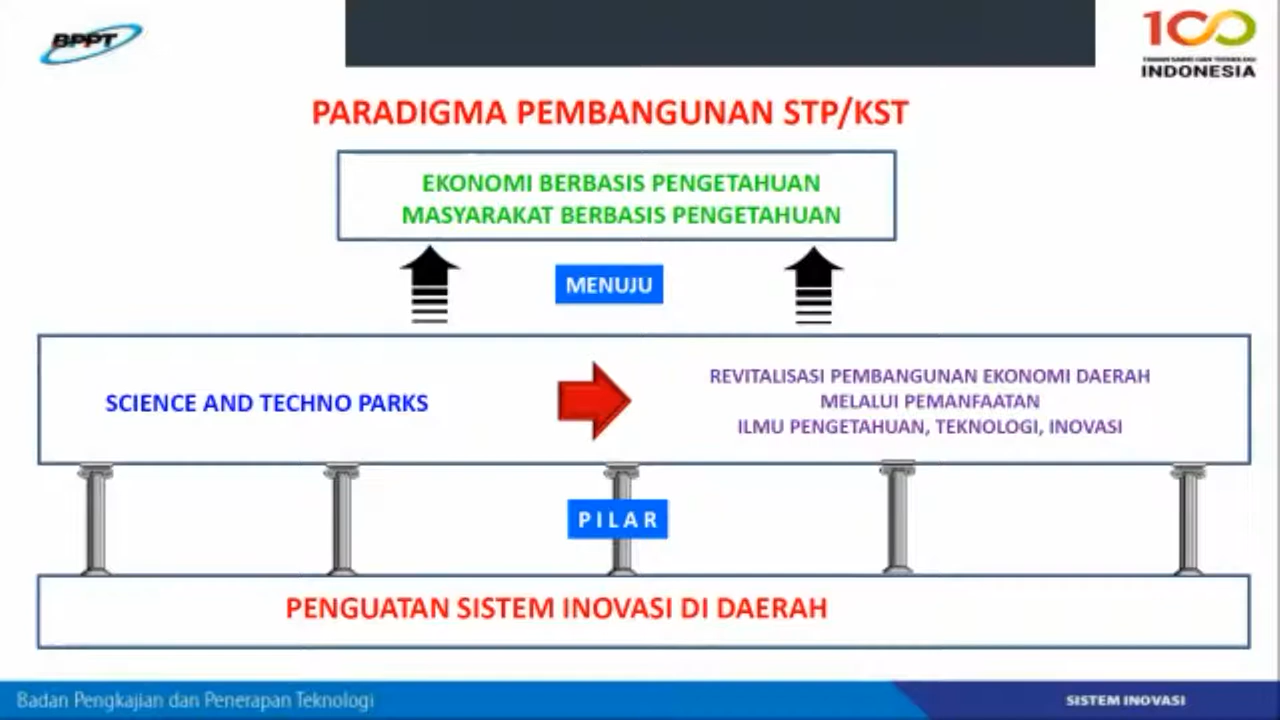 BPPT
100
INDONESIA
PARADIGMA PEMBANGUNAN STP/KST
EKONOMI BERBASIS PENGETAHUAN
MASYARAKAT BERBASIS PENGETAHUAN
MENUJU
SCIENCE AND TECHNO PARKS
REVITALISASI PEMBANGUNAN EKONOMI DAERAH
MELALUI PEMANFAATAN
ILMU PENGETAHUAN, TEKNOLOGI, INOVASI
PILAR
PENGUATAN SISTEM INOVASI DI DAERAH
Badan Pengkajian dan Penerapan Teknologi
SISTEM INOVASI